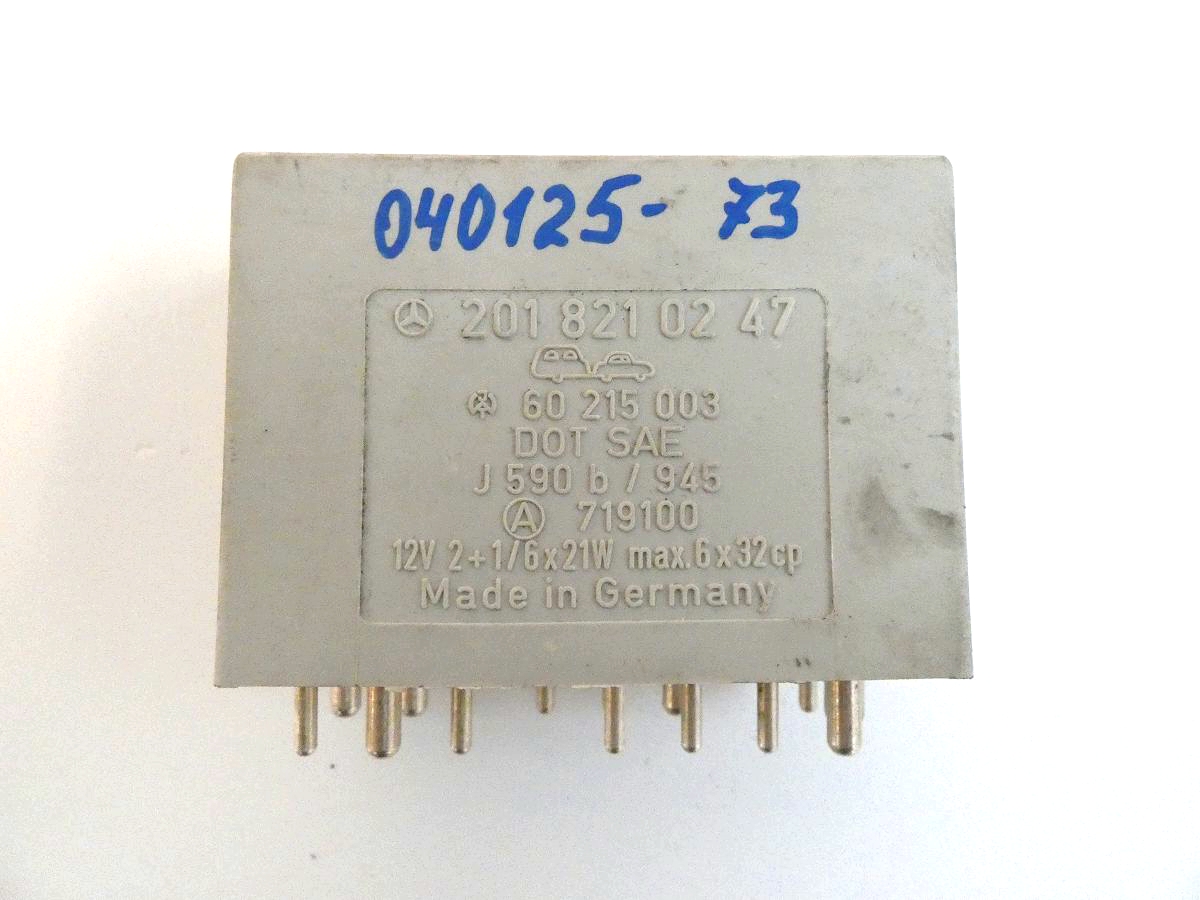 040125- 73
201 821 02 47
60 215 003
DOT SAE
J 590 b / 945
A 719100
12V 2+1/6x21W max.6x32cp
Made in Germany